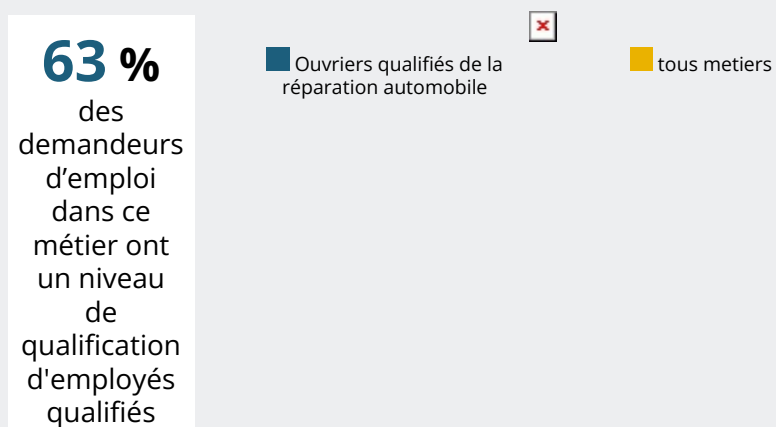 63 %
des
demandeurs
d’emploi
dans ce
métier ont
un niveau
de
qualification
d'employés
qualifiés
Ouvriers qualifiés de la
réparation automobile
tous metiers